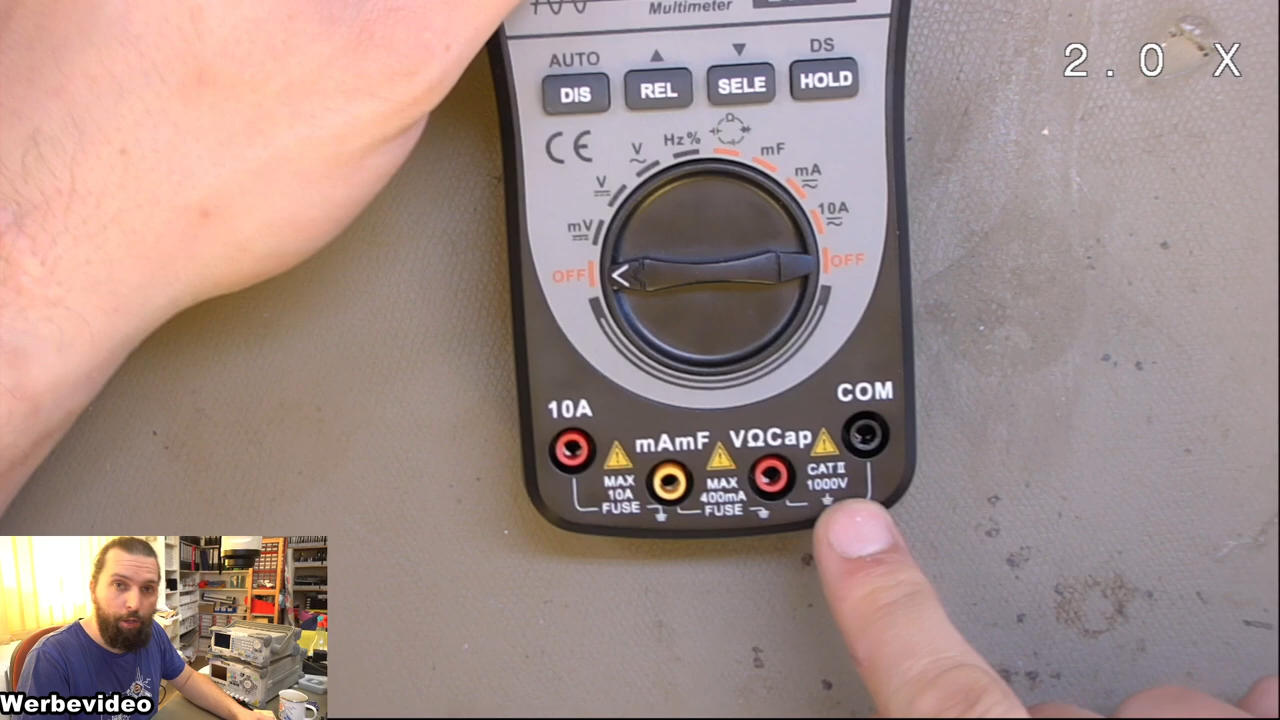 Multimeter
2.0 X
AUTO ▲ ▼ DS
DIS REL SELE HOLD
CE
Hz%
Ω
mF
V
mA
V
10A
mV
OFF
OFF
<
10A
COM
mAmF
VΩCap
MAX
10A
FUSE
MAX
400mA
FUSE
CAT II
1000V
Werbevideo